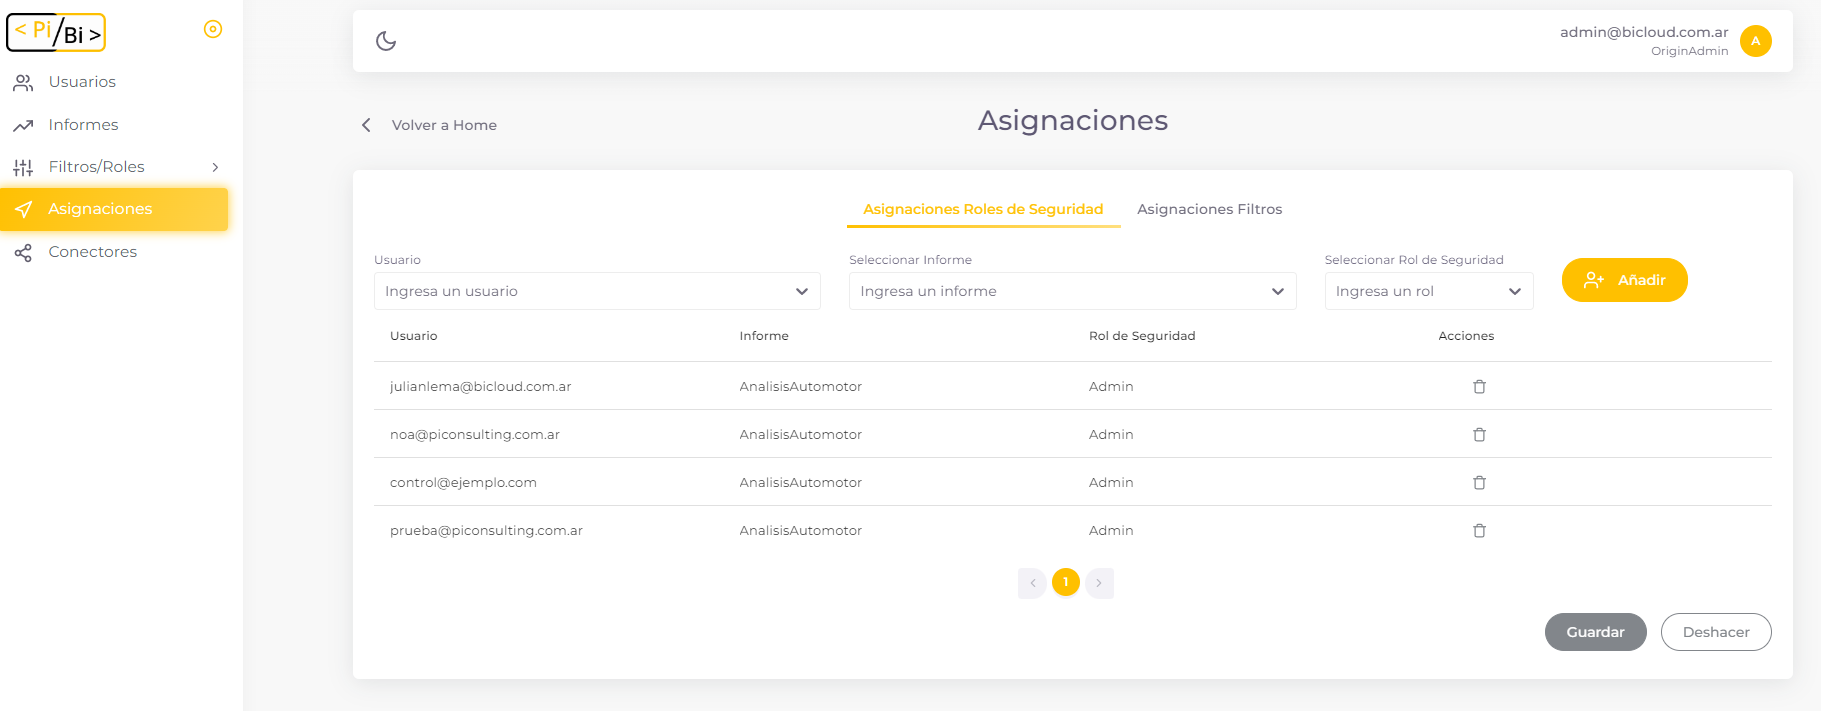 < Pi/Bi >
Usuarios
Informes
Filtros/Roles
Asignaciones
Conectores
admin@bicloud.com.ar
OriginAdmin
A
Volver a Home
Asignaciones
Asignaciones Roles de Seguridad Asignaciones Filtros
Usuario Seleccionar Informe Seleccionar Rol de Seguridad
Ingresa un usuario Ingresa un informe Ingresa un rol Añadir
Usuario Informe Rol de Seguridad Acciones
julianlema@bicloud.com.ar AnalisisAutomotor Admin
noa@piconsulting.com.ar AnalisisAutomotor Admin
control@ejemplo.com AnalisisAutomotor Admin
prueba@piconsulting.com.ar AnalisisAutomotor Admin
1
Guardar Deshacer